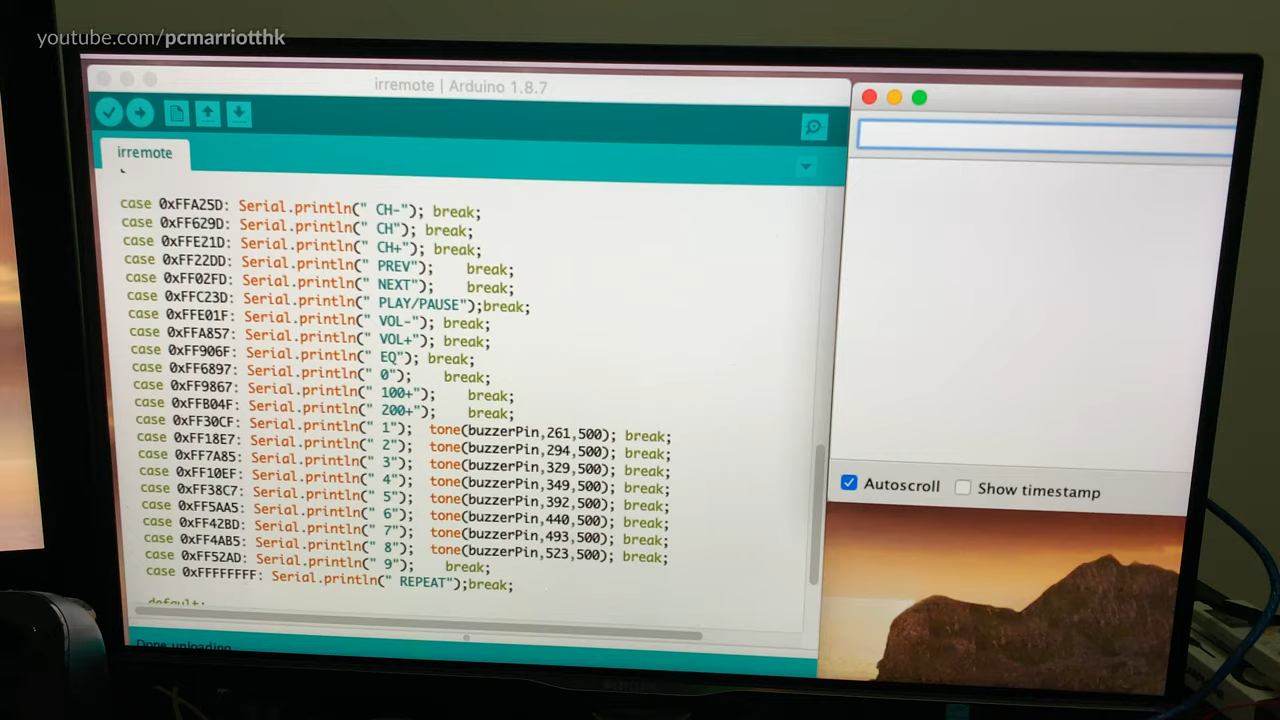 youtube.com/pcmarriotthk
irremote | Arduino 1.8.7
irremote
case 0xFFA25D: Serial.println(" CH-"); break;
case 0xFF629D: Serial.println(" CH"); break;
case 0xFFE21D: Serial.println(" CH+"); break;
case 0xFF22DD: Serial.println(" PREV"); break;
case 0xFF02FD: Serial.println(" NEXT"); break;
case 0xFFC23D: Serial.println(" PLAY/PAUSE");break;
case 0xFFE01F: Serial.println(" VOL-"); break;
case 0xFFA857: Serial.println(" VOL+"); break;
case 0xFF906F: Serial.println(" EQ"); break;
case 0xFF6897: Serial.println(" 0"); break;
case 0xFF9867: Serial.println(" 100+"); break;
case 0xFFB04F: Serial.println(" 200+"); break;
case 0xFF30CF: Serial.println(" 1"); tone(buzzerPin,261,500); break;
case 0xFF18E7: Serial.println(" 2"); tone(buzzerPin,294,500); break;
case 0xFF7A85: Serial.println(" 3"); tone(buzzerPin,329,500); break;
case 0xFF10EF: Serial.println(" 4"); tone(buzzerPin,349,500); break;
case 0xFF38C7: Serial.println(" 5"); tone(buzzerPin,392,500); break;
case 0xFF5AA5: Serial.println(" 6"); tone(buzzerPin,440,500); break;
case 0xFF42BD: Serial.println(" 7"); tone(buzzerPin,493,500); break;
case 0xFF4AB5: Serial.println(" 8"); tone(buzzerPin,523,500); break;
case 0xFF52AD: Serial.println(" 9"); break;
case 0xFFFFFFFF: Serial.println(" REPEAT");break;
default:
Done uploading
Autoscroll
Show timestamp